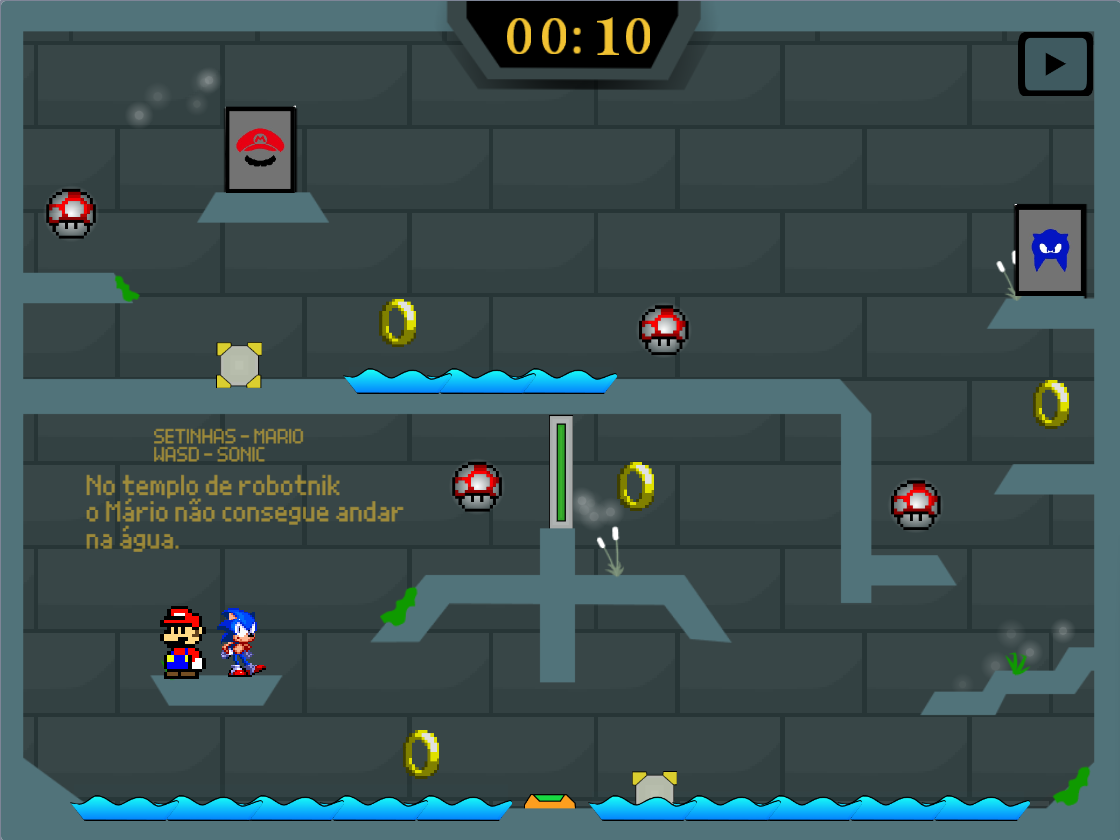 00:10
M
SETINHAS - MARIO
WASD - SONIC
No templo de robotnik
o Mário não consegue andar
na água.